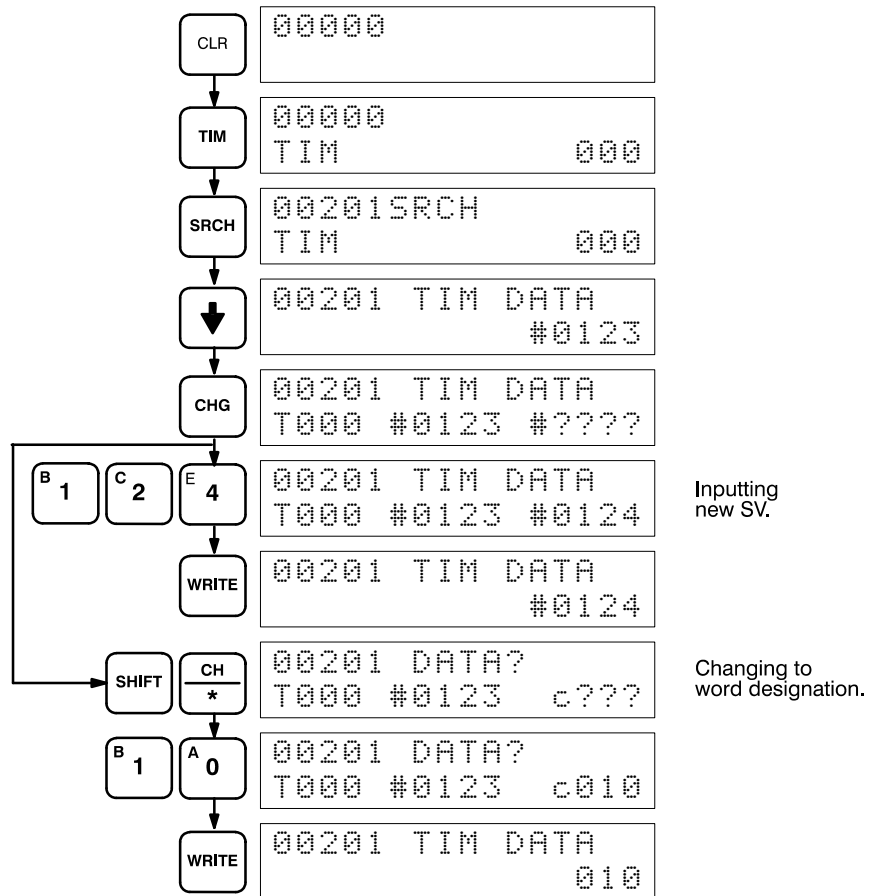 CLR
00000
TIM
00000
TIM 000
SRCH
00201SRCH
TIM 000
00201 TIM DATA
#0123
CHG
00201 TIM DATA
T000 #0123 #????
B 1
C 2
E 4
00201 TIM DATA
T000 #0123 #0124
Inputting
new SV.
WRITE
00201 TIM DATA
#0124
SHIFT
CH
*
00201 DATA?
T000 #0123 c???
Changing to
word designation.
B 1
A 0
00201 DATA?
T000 #0123 c010
WRITE
00201 TIM DATA
010